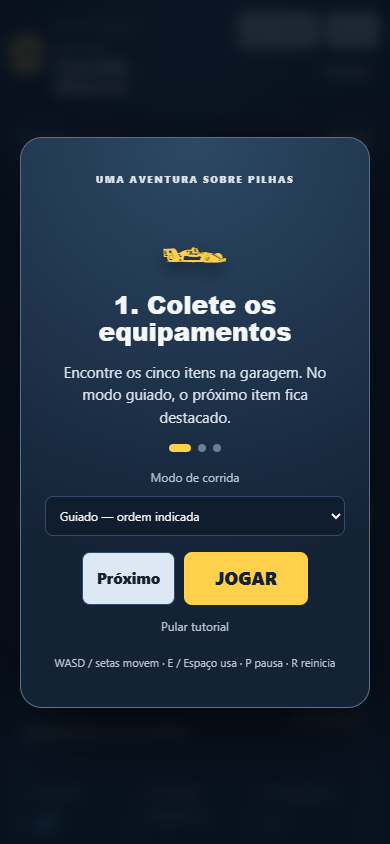 UMA AVENTURA SOBRE PILHAS
1. Colete os
equipamentos
Encontre os cinco itens na garagem. No
modo guiado, o próximo item fica
destacado.
Modo de corrida
Guiado — ordem indicada
Próximo
JOGAR
Pular tutorial
WASD / setas movem · E / Espaço usa · P pausa · R reinicia